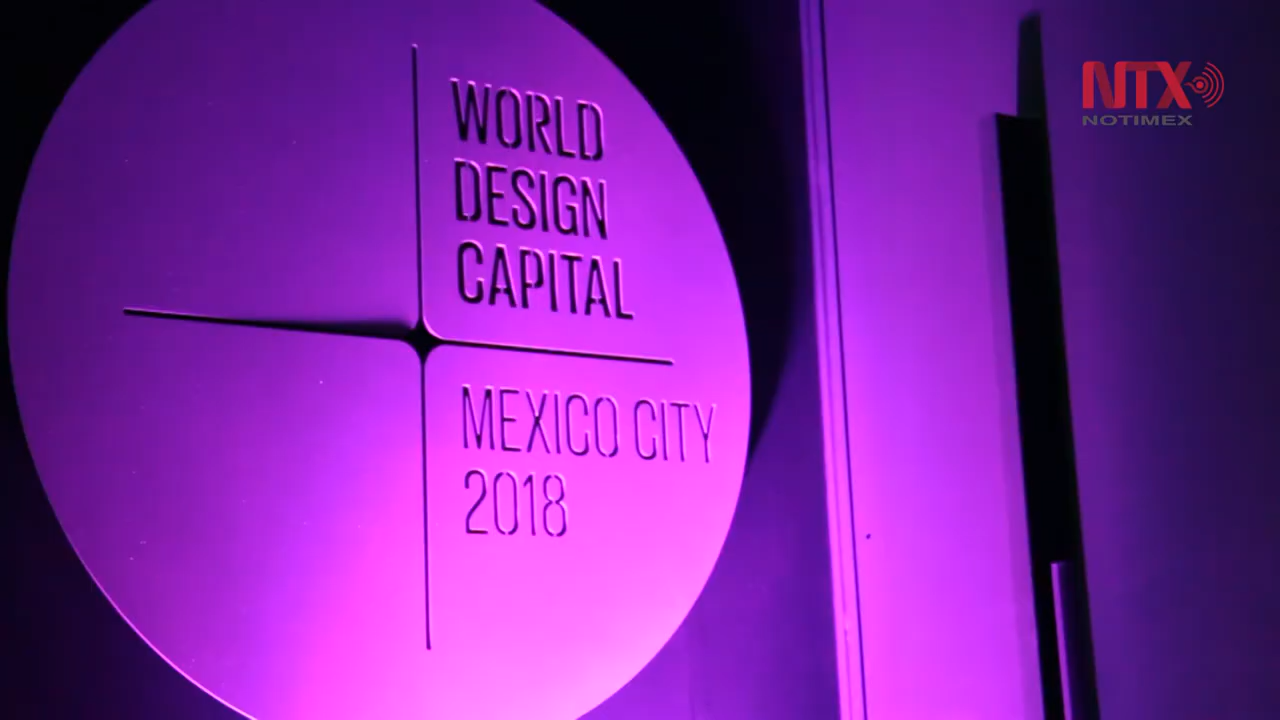 WORLD
DESIGN
CAPITAL
MEXICO CITY
2018
NTX
NOTIMEX